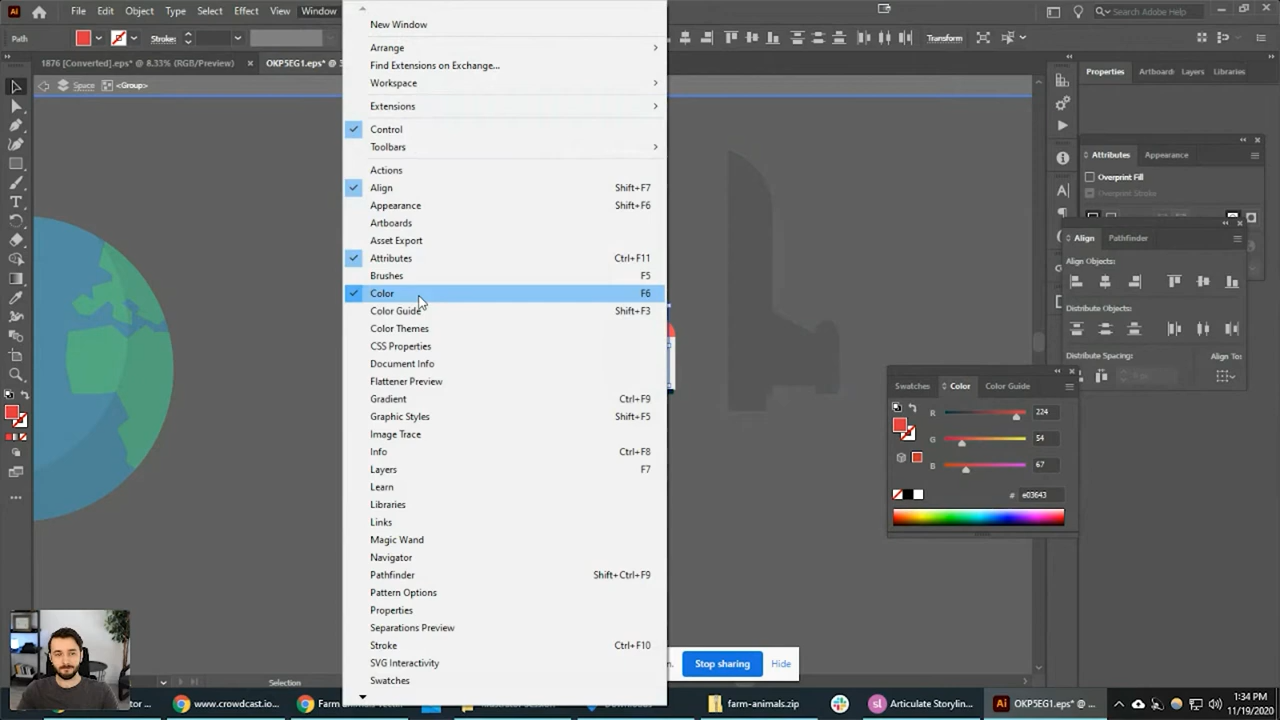 Ai File Edit Object Type Select Effect View Window Search Adobe Help
Path Stroke: Transform
1876 [Converted].eps* @ 8.33% (RGB/Preview) × OKP5EG1.eps* @ 3
Space <Group>
New Window
Arrange
Find Extensions on Exchange...
Workspace
Extensions
Control
Toolbars
Actions
Align Shift+F7
Appearance Shift+F6
Artboards
Asset Export
Attributes Ctrl+F11
Brushes F5
Color F6
Color Guide Shift+F3
Color Themes
CSS Properties
Document Info
Flattener Preview
Gradient Ctrl+F9
Graphic Styles Shift+F5
Image Trace
Info Ctrl+F8
Layers F7
Learn
Libraries
Links
Magic Wand
Navigator
Pathfinder Shift+Ctrl+F9
Pattern Options
Properties
Separations Preview
Stroke Ctrl+F10
SVG Interactivity
Swatches
Properties Artboard Layers Libraries
Attributes Appearance
Overprint Fill
Overprint Stroke
Align Pathfinder
Align Objects:
Distribute Objects:
Distribute Spacing: Align To:
Swatches Color Color Guide
R 224
G 54
B 67
# e03643
n. Stop sharing Hide
Selection
www.crowdcast.io... farm-animals.zip Articulate Storylin... Ai OKP5EG1.eps* @ ...
1:34 PM
11/19/2020